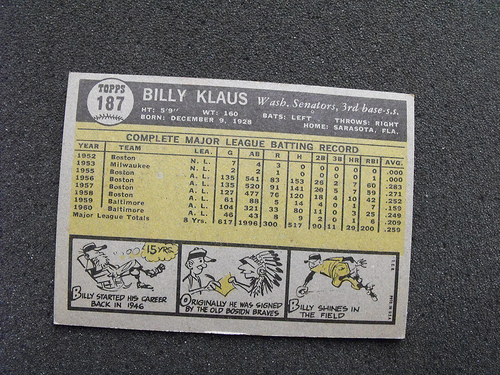 TOPPS
187
BILLY KLAUS Wash. Senators, 3rd base-s.s.
HT: 5'9" WT: 160 BATS: LEFT THROWS: RIGHT
BORN: DECEMBER 9, 1928 HOME: SARASOTA, FLA.
COMPLETE MAJOR LEAGUE BATTING RECORD
YEAR TEAM LEA. G AB R H 2B 3B HR RBI AVG.
1952 Boston N. L. 7 4 3 0 0 0 0 0 .000
1953 Milwaukee N. L. 2 2 1 0 0 0 0 0 .000
1955 Boston A. L. 135 541 83 153 26 2 7 60 .283
1956 Boston A. L. 135 520 91 141 29 5 7 59 .271
1957 Boston A. L. 127 477 76 120 18 4 10 42 .252
1958 Boston A. L. 61 88 5 14 4 0 1 7 .159
1959 Baltimore A. L. 104 321 33 80 11 0 3 25 .249
1960 Baltimore A. L. 46 43 8 9 2 0 1 6 .209
Major League Totals 8 Yrs. 617 1996 300 517 90 11 29 200 .259
15 YRS.
BILLY STARTED HIS CAREER
BACK IN 1946
ORIGINALLY HE WAS SIGNED
BY THE OLD BOSTON BRAVES
BILLY SHINES IN
THE FIELD